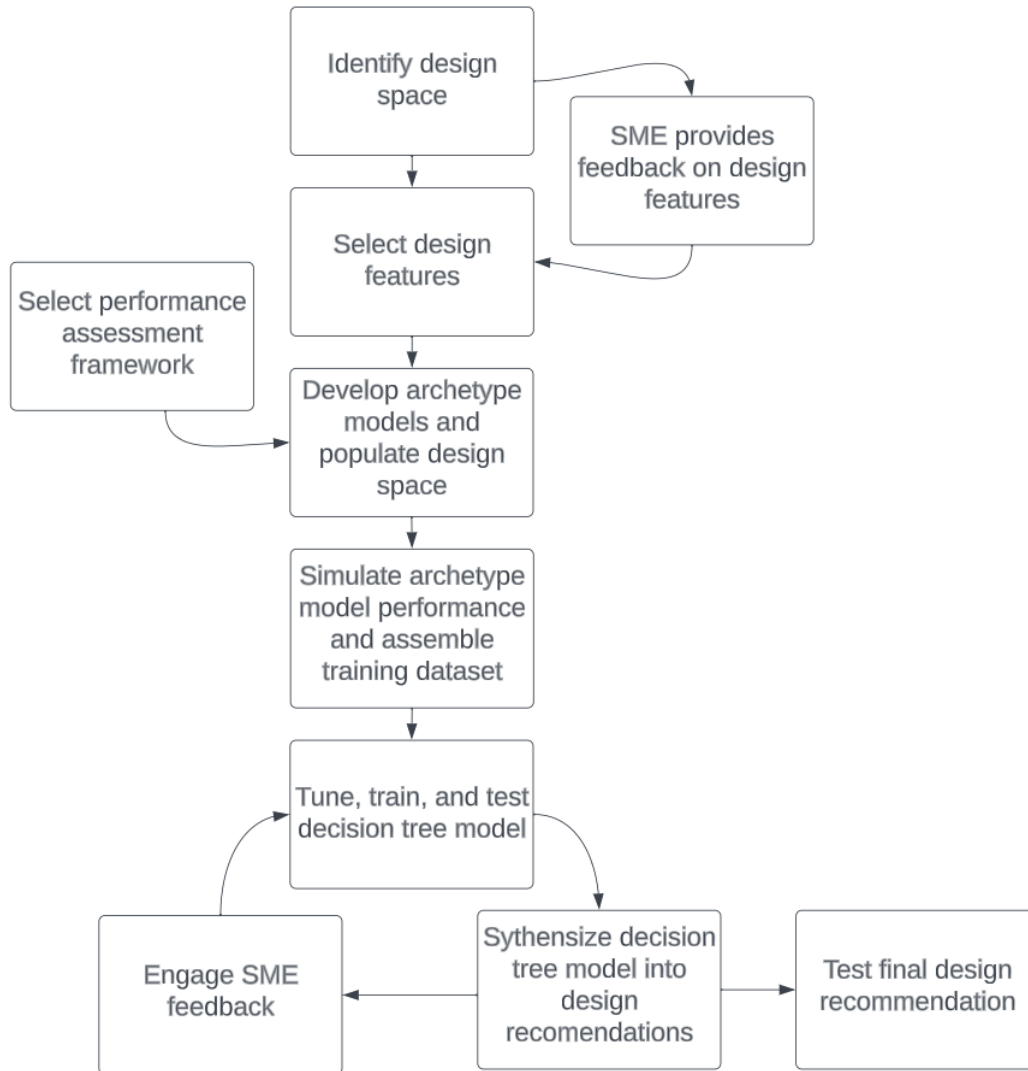 Identify design
space
SME provides
feedback on design
features
Select design
features
Select performance
assessment
framework
Develop archetype
models and
populate design
space
Simulate archetype
model performance
and assemble
training dataset
Tune, train, and test
decision tree model
Engage SME
feedback
Sythensize decision
tree model into
design
recomendations
Test final design
recommendation